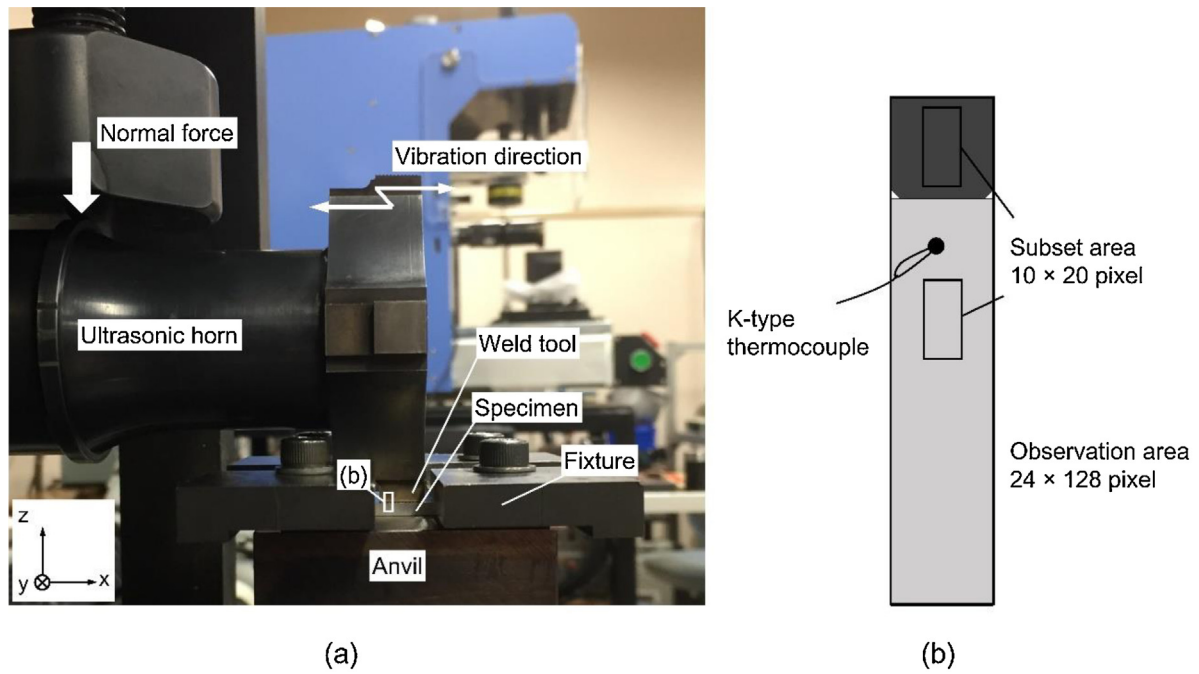 Normal force
Vibration direction
Ultrasonic horn
Weld tool
Specimen
(b)
Fixture
Anvil
z
y
x
(a)
Subset area
10 × 20 pixel
K-type
thermocouple
Observation area
24 × 128 pixel
(b)